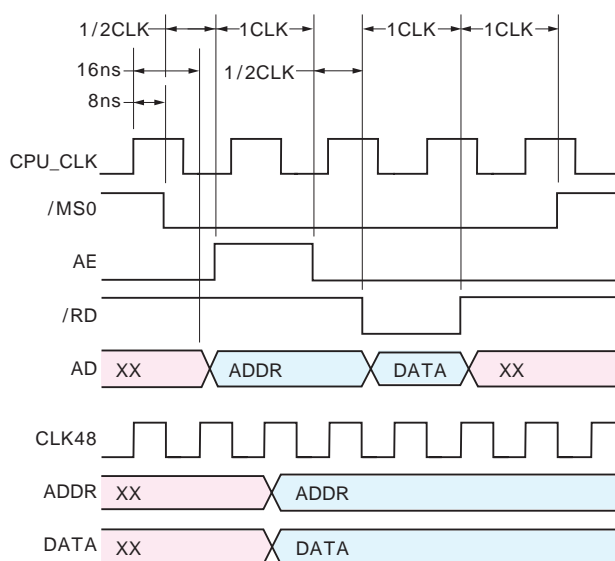 1/2CLK 1CLK 1CLK 1CLK
16ns 1/2CLK
8ns
CPU_CLK
/MS0
AE
/RD
AD XX ADDR DATA XX
CLK48
ADDR XX ADDR
DATA XX DATA